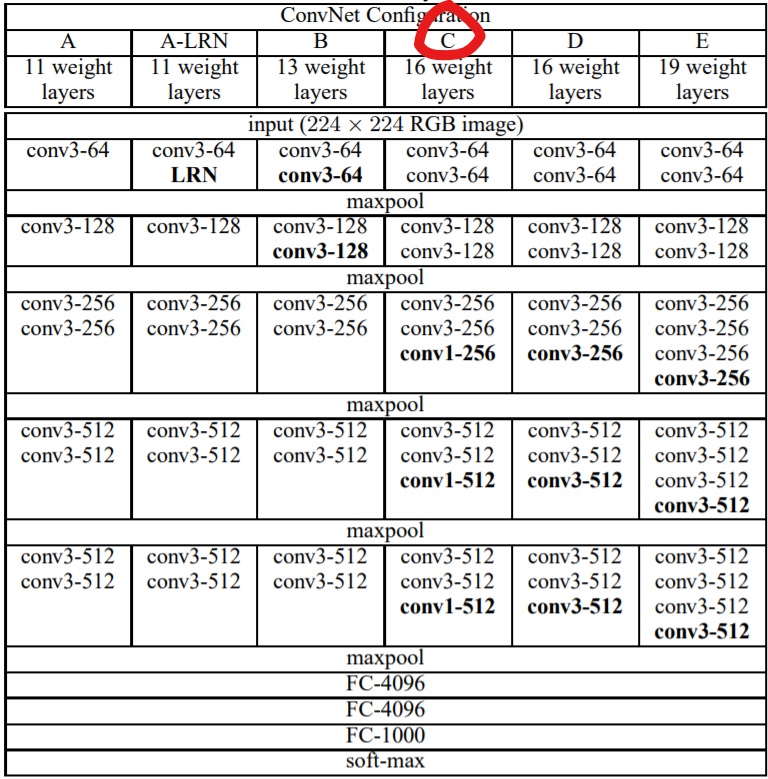 ConvNet Configuration
A A-LRN B C D E
11 weight 11 weight 13 weight 16 weight 16 weight 19 weight
layers layers layers layers layers layers
input (224 × 224 RGB image)
conv3-64 conv3-64 conv3-64 conv3-64 conv3-64 conv3-64
LRN conv3-64 conv3-64 conv3-64 conv3-64
maxpool
conv3-128 conv3-128 conv3-128 conv3-128 conv3-128 conv3-128
conv3-128 conv3-128 conv3-128 conv3-128
maxpool
conv3-256 conv3-256 conv3-256 conv3-256 conv3-256 conv3-256
conv3-256 conv3-256 conv3-256 conv3-256 conv3-256 conv3-256
conv1-256 conv3-256 conv3-256
conv3-256
maxpool
conv3-512 conv3-512 conv3-512 conv3-512 conv3-512 conv3-512
conv3-512 conv3-512 conv3-512 conv3-512 conv3-512 conv3-512
conv1-512 conv3-512 conv3-512
conv3-512
maxpool
conv3-512 conv3-512 conv3-512 conv3-512 conv3-512 conv3-512
conv3-512 conv3-512 conv3-512 conv3-512 conv3-512 conv3-512
conv1-512 conv3-512 conv3-512
conv3-512
maxpool
FC-4096
FC-4096
FC-1000
soft-max